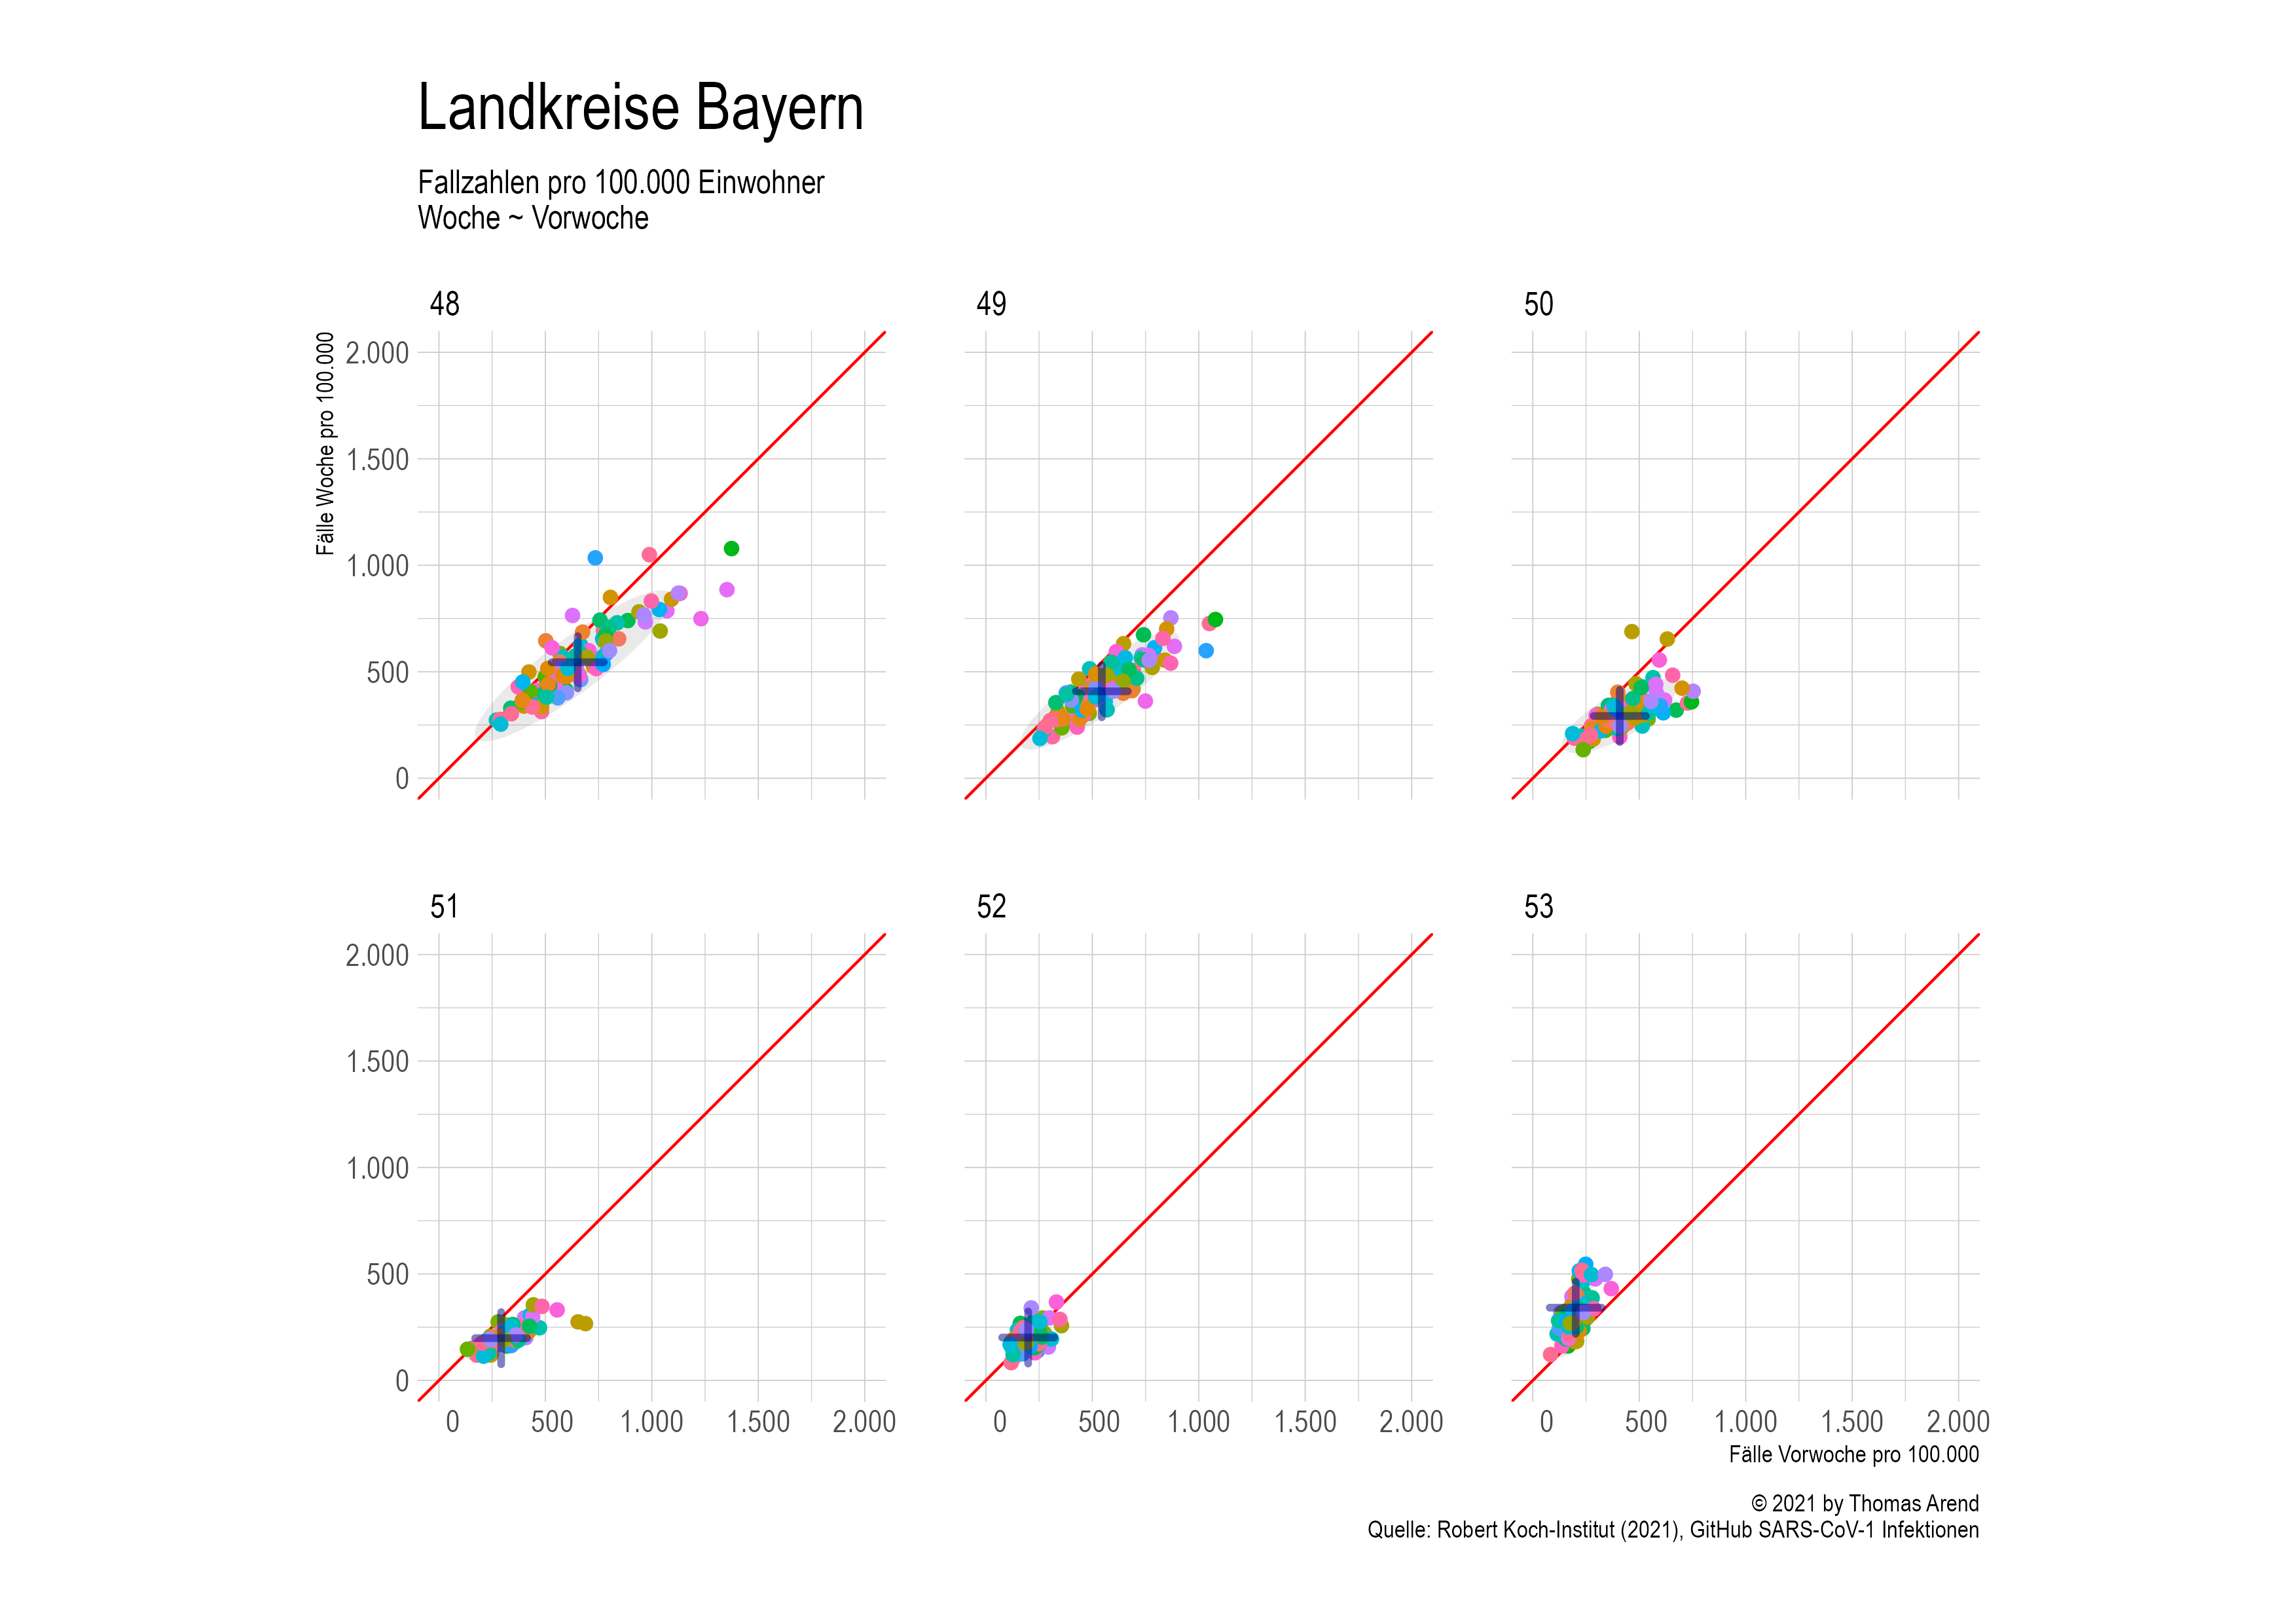 Landkreise Bayern
Fallzahlen pro 100.000 Einwohner
Woche ~ Vorwoche
48
49
50
Fälle Woche pro 100.000
2.000
1.500
1.000
500
0
51
52
53
2.000
1.500
1.000
500
0
0 500 1.000 1.500 2.000
0 500 1.000 1.500 2.000
0 500 1.000 1.500 2.000
Fälle Vorwoche pro 100.000
© 2021 by Thomas Arend
Quelle: Robert Koch-Institut (2021), GitHub SARS-CoV-1 Infektionen